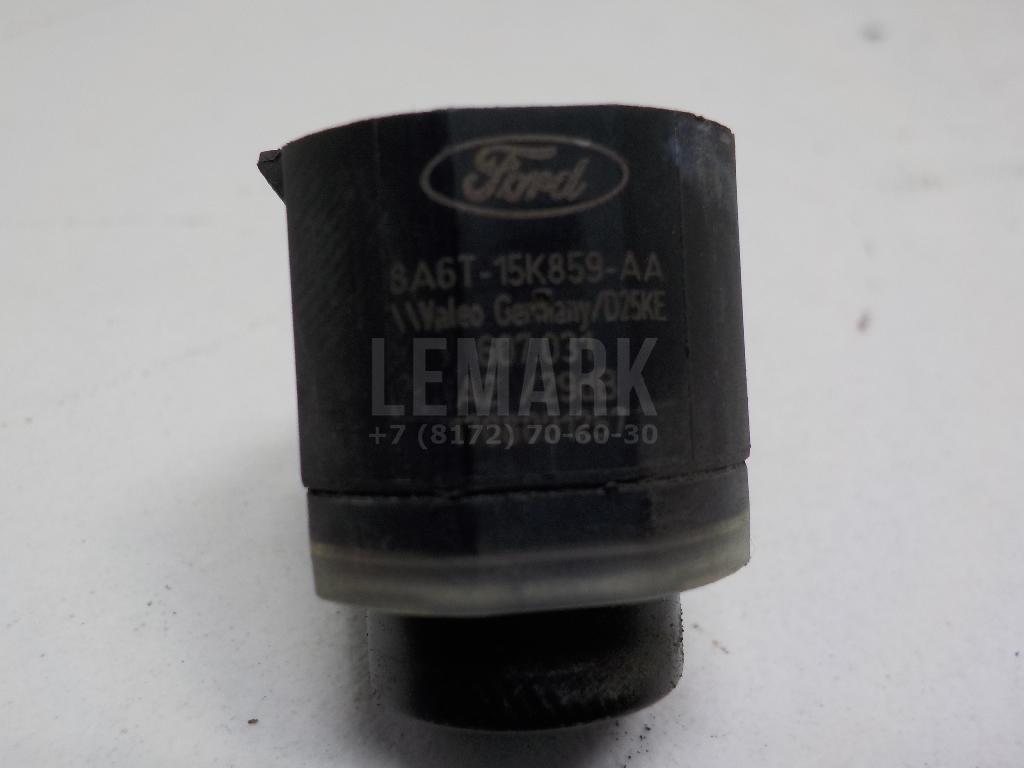 Ford
8A6T-15K859-AA
\\Valeo Germany/D25KE
LEMARK
+7 (8172) 70-60-30